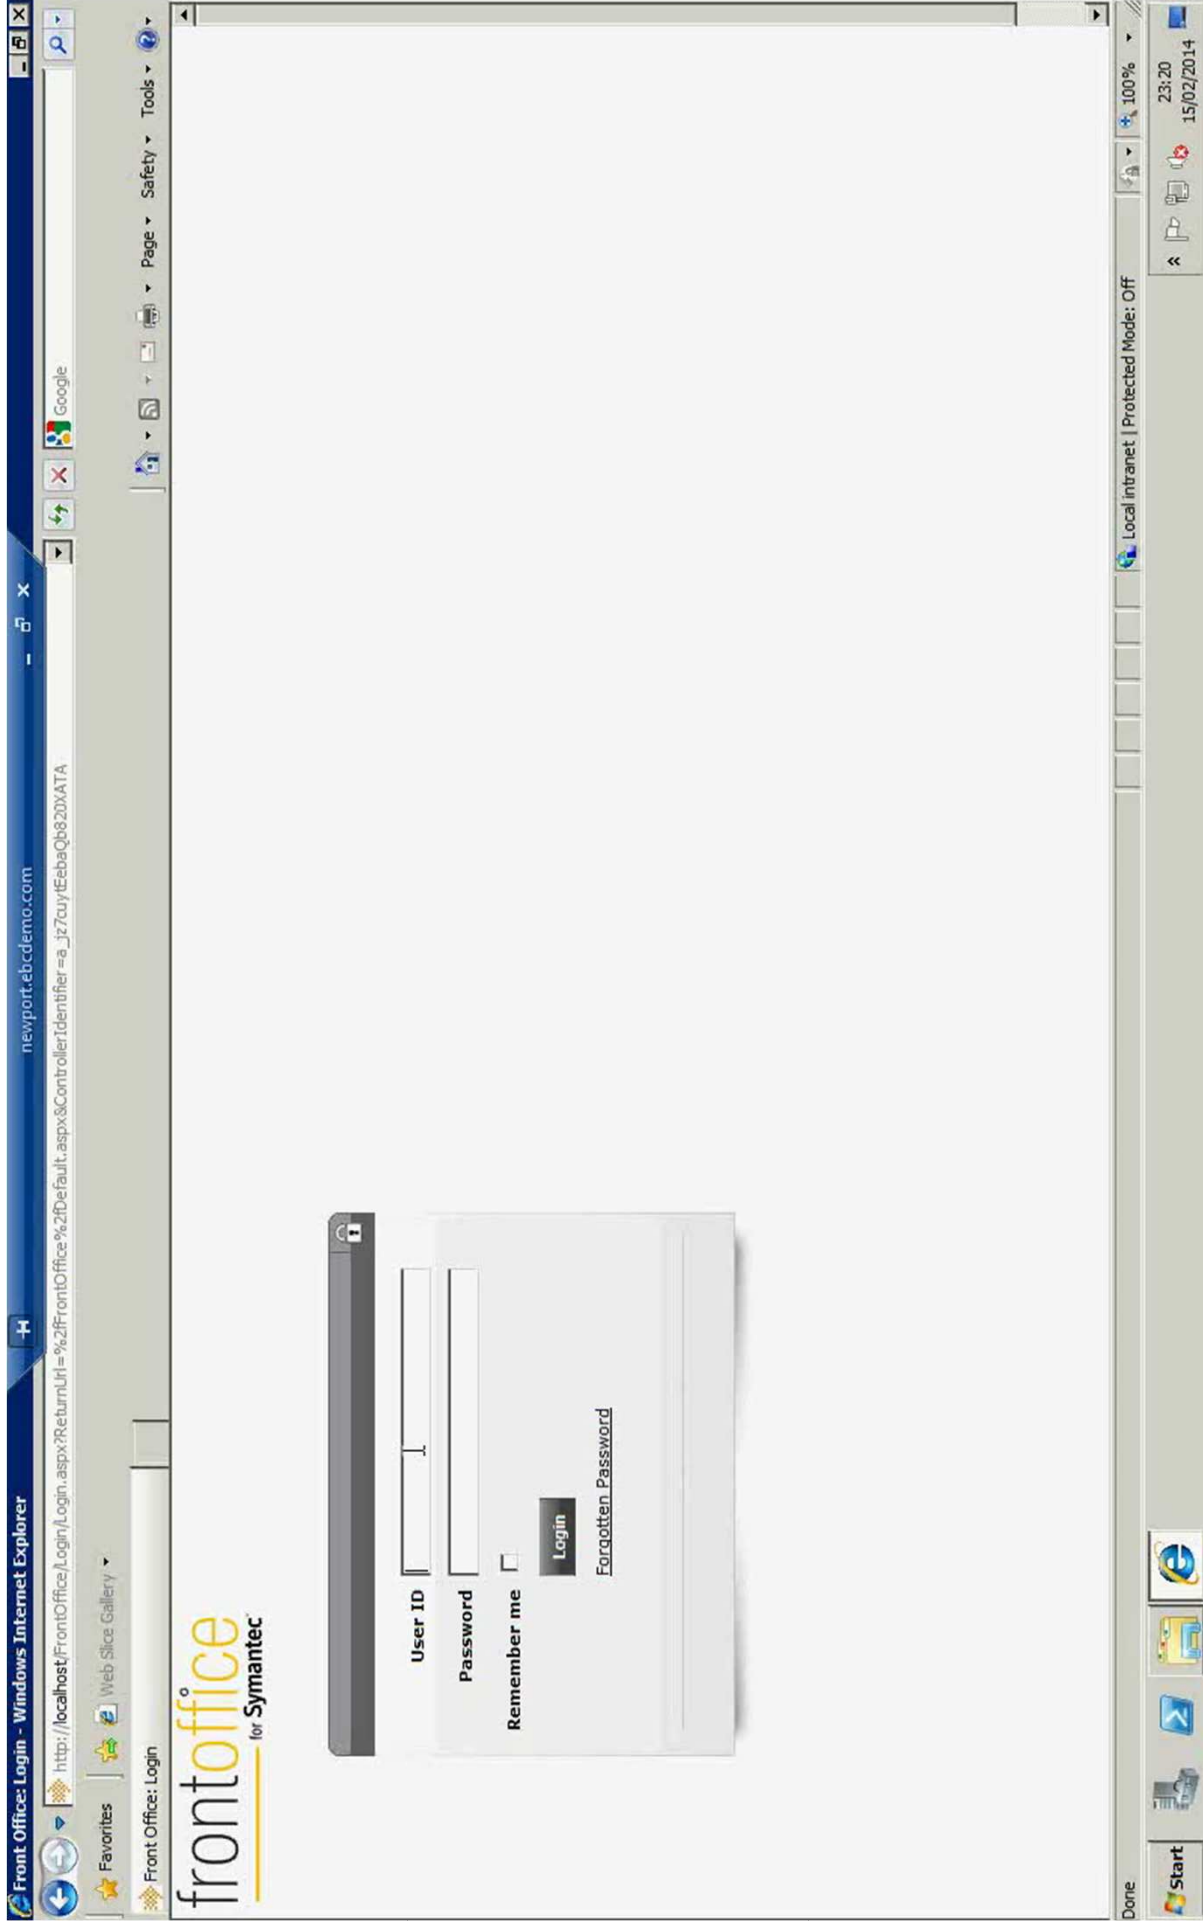 Front Office: Login - Windows Internet Explorer
newport.ebcdemo.com
http://localhost/FrontOffice/Login/Login.aspx?ReturnUrl=%2fFrontOffice%2fDefault.aspx&ControllerIdentifier=a_jz7cuytEebaQb820XATA
Google
Favorites
Web Slice Gallery
Front Office: Login
Page
Safety
Tools
frontoffice
for Symantec
User ID
Password
Remember me
Login
Forgotten Password
Done
Local intranet | Protected Mode: Off
100%
Start
23:20
15/02/2014